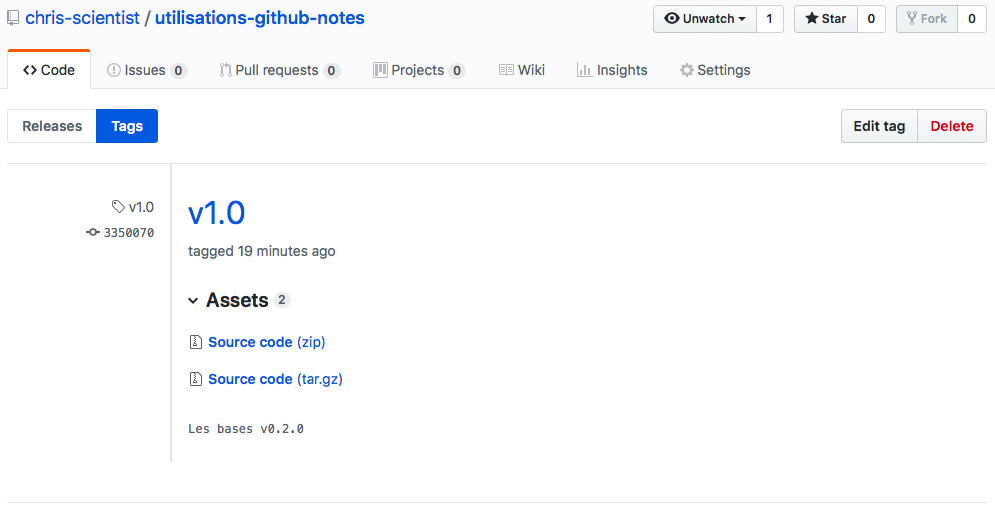 chris-scientist / utilisations-github-notes
Unwatch 1 Star 0 Fork 0
Code Issues 0 Pull requests 0 Projects 0 Wiki Insights Settings
Releases Tags Edit tag Delete
v1.0
3350070
v1.0
tagged 19 minutes ago
Assets 2
Source code (zip)
Source code (tar.gz)
Les bases v0.2.0